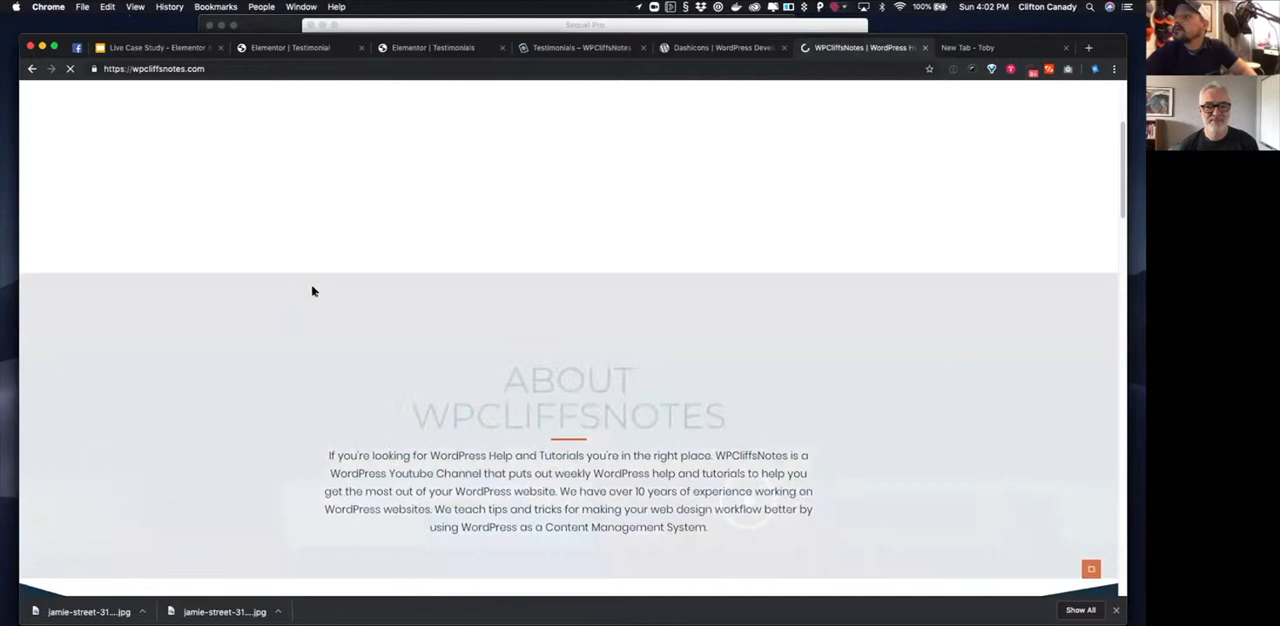 Chrome File Edit View History Bookmarks People Window Help
100% Sun 4:02 PM Clifton Canady
Sequel Pro
Live Case Study - Elementor
Elementor | Testimonial
Elementor | Testimonials
Testimonials – WPCliffsNotes
Dashicons | WordPress Deve
WPCliffsNotes | WordPress H
New Tab - Toby
https://wpcliffsnotes.com
ABOUT
WPCLIFFSNOTES
If you're looking for WordPress Help and Tutorials you're in the right place. WPCliffsNotes is a
WordPress Youtube Channel that puts out weekly WordPress help and tutorials to help you
get the most out of your WordPress website. We have over 10 years of experience working on
WordPress websites. We teach tips and tricks for making your web design workflow better by
using WordPress as a Content Management System.
jamie-street-31....jpg
jamie-street-31....jpg
Show All